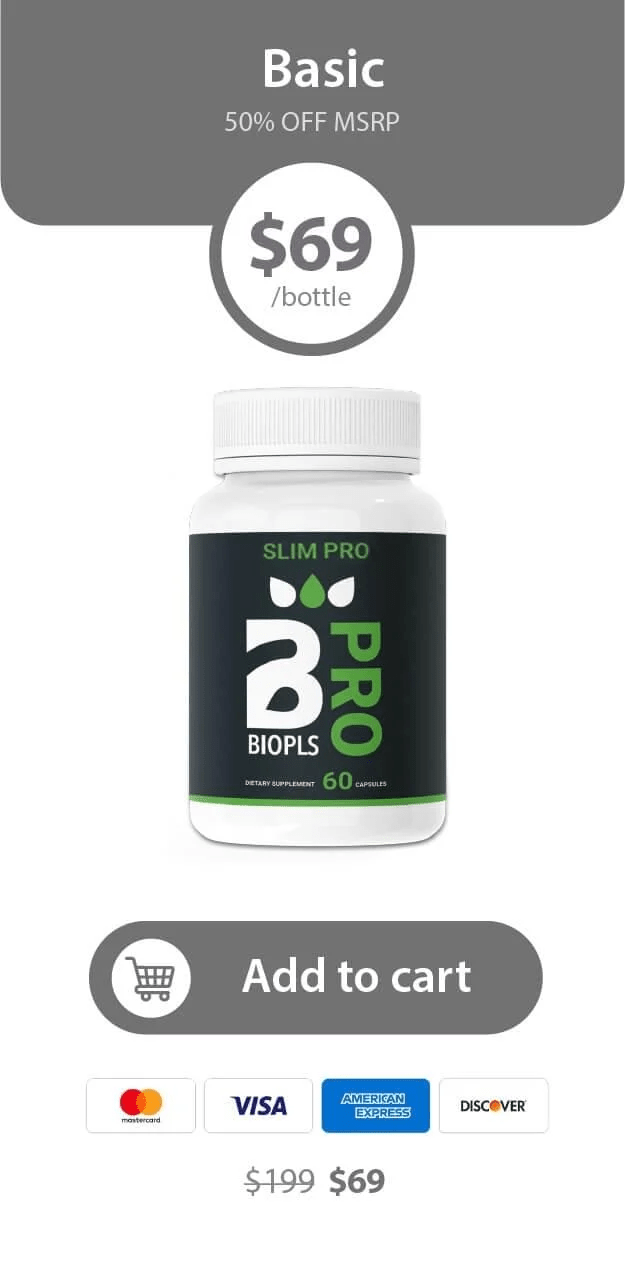 Basic
50% OFF MSRP
$69
/bottle
SLIM PRO
B PRO
BIOPLS
DIETARY SUPPLEMENT 60 CAPSULES
Add to cart
mastercard.
VISA
AMERICAN
EXPRESS
DISCOVER
$199 $69